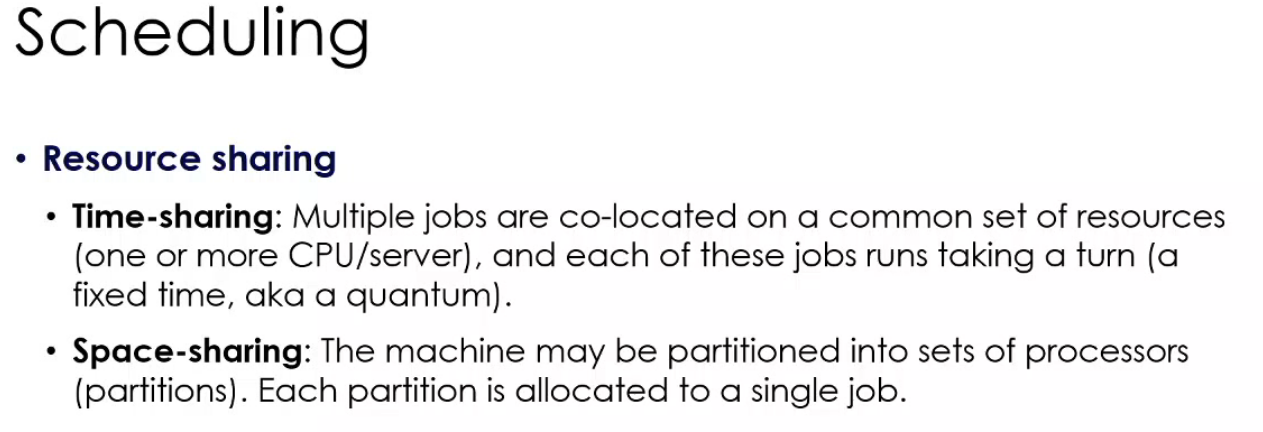 Scheduling
• Resource sharing
• Time-sharing: Multiple jobs are co-located on a common set of resources
(one or more CPU/server), and each of these jobs runs taking a turn (a
fixed time, aka a quantum).
• Space-sharing: The machine may be partitioned into sets of processors
(partitions). Each partition is allocated to a single job.